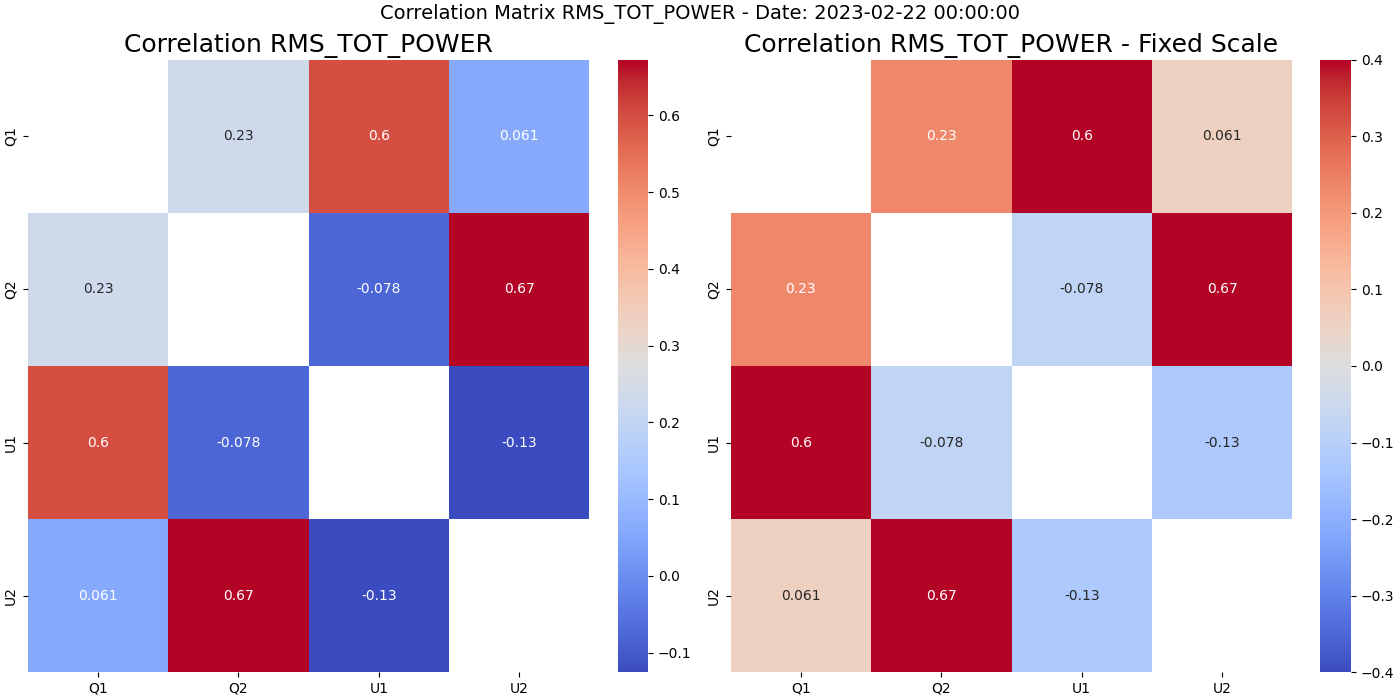 Correlation Matrix RMS_TOT_POWER - Date: 2023-02-22 00:00:00
Correlation RMS_TOT_POWER
Q1
0.23
0.6
0.061
Q2
0.23
-0.078
0.67
U1
0.6
-0.078
-0.13
U2
0.061
0.67
-0.13
Q1
Q2
U1
U2
0.6
0.5
0.4
0.3
0.2
0.1
0.0
−0.1
Correlation RMS_TOT_POWER - Fixed Scale
Q1
0.23
0.6
0.061
Q2
0.23
-0.078
0.67
U1
0.6
-0.078
-0.13
U2
0.061
0.67
-0.13
Q1
Q2
U1
U2
0.4
0.3
0.2
0.1
0.0
−0.1
−0.2
−0.3
−0.4